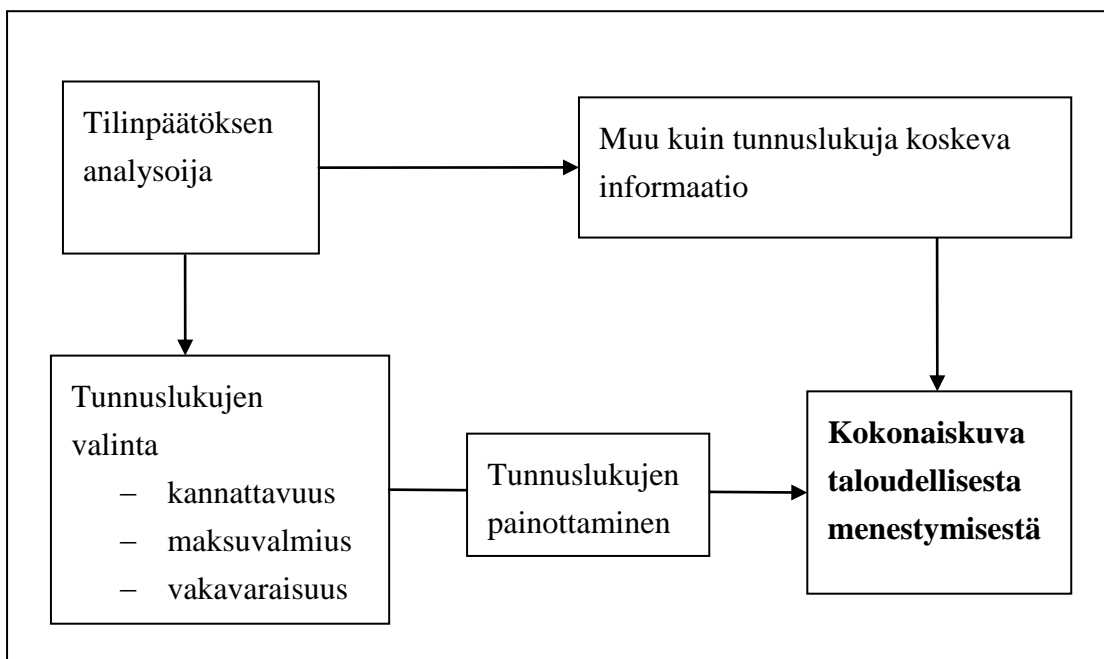 Tilinpäätöksen
analysoija
Muu kuin tunnuslukuja koskeva
informaatio
Tunnuslukujen
valinta
– kannattavuus
– maksuvalmius
– vakavaraisuus
Tunnuslukujen
painottaminen
Kokonaiskuva
taloudellisesta
menestymisestä